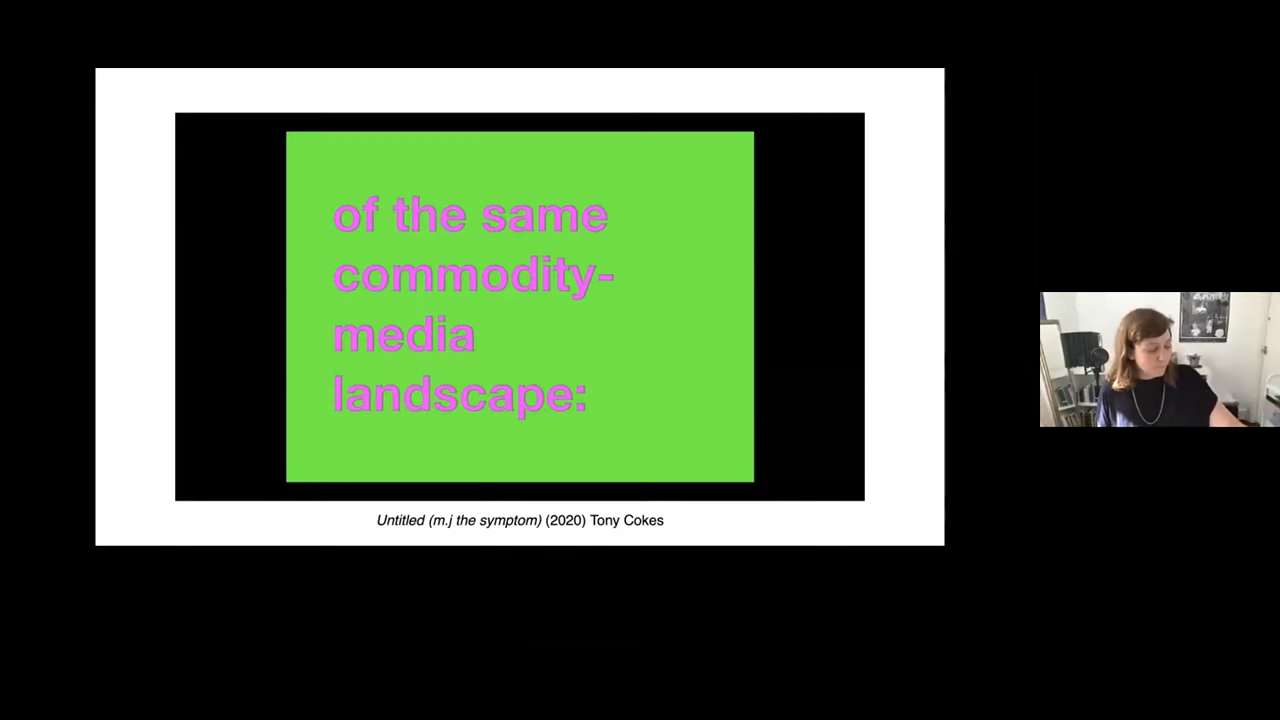 of the same
commodity-
media
landscape:
Untitled (m.j the symptom) (2020) Tony Cokes